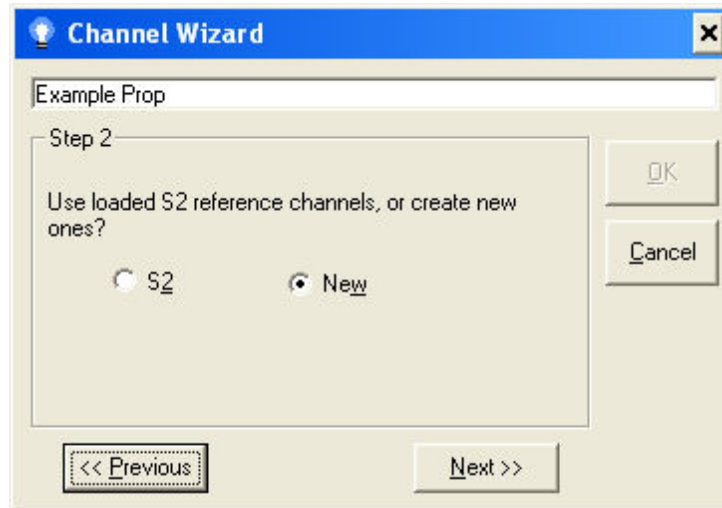 Channel Wizard
Example Prop
Step 2
OK
Use loaded S2 reference channels, or create new
ones?
Cancel
S2
New
<< Previous
Next >>